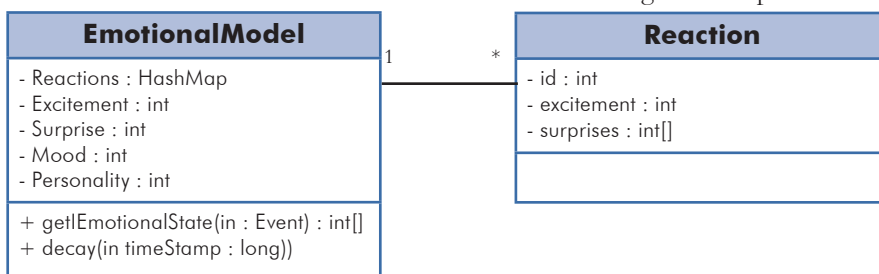 EmotionalModel
- Reactions : HashMap
- Excitement : int
- Surprise : int
- Mood : int
- Personality : int
+ getIEmotionalState(in : Event) : int[]
+ decay(in timeStamp : long))
1
*
Reaction
- id : int
- excitement : int
- surprises : int[]